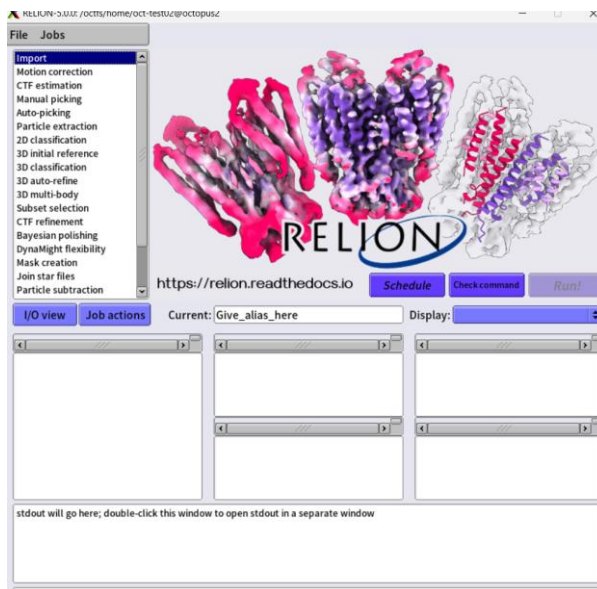 RELION-5.0.0: /octfs/home/oct-test02@octopus2
File Jobs
Import
Motion correction
CTF estimation
Manual picking
Auto-picking
Particle extraction
2D classification
3D initial reference
3D classification
3D auto-refine
3D multi-body
Subset selection
CTF refinement
Bayesian polishing
DynaMight flexibility
Mask creation
Join star files
Particle subtraction
RELION
https://relion.readthedocs.io
Schedule
Check command
Run!
I/O view
Job actions
Current: Give_alias_here
Display:
stdout will go here; double-click this window to open stdout in a separate window